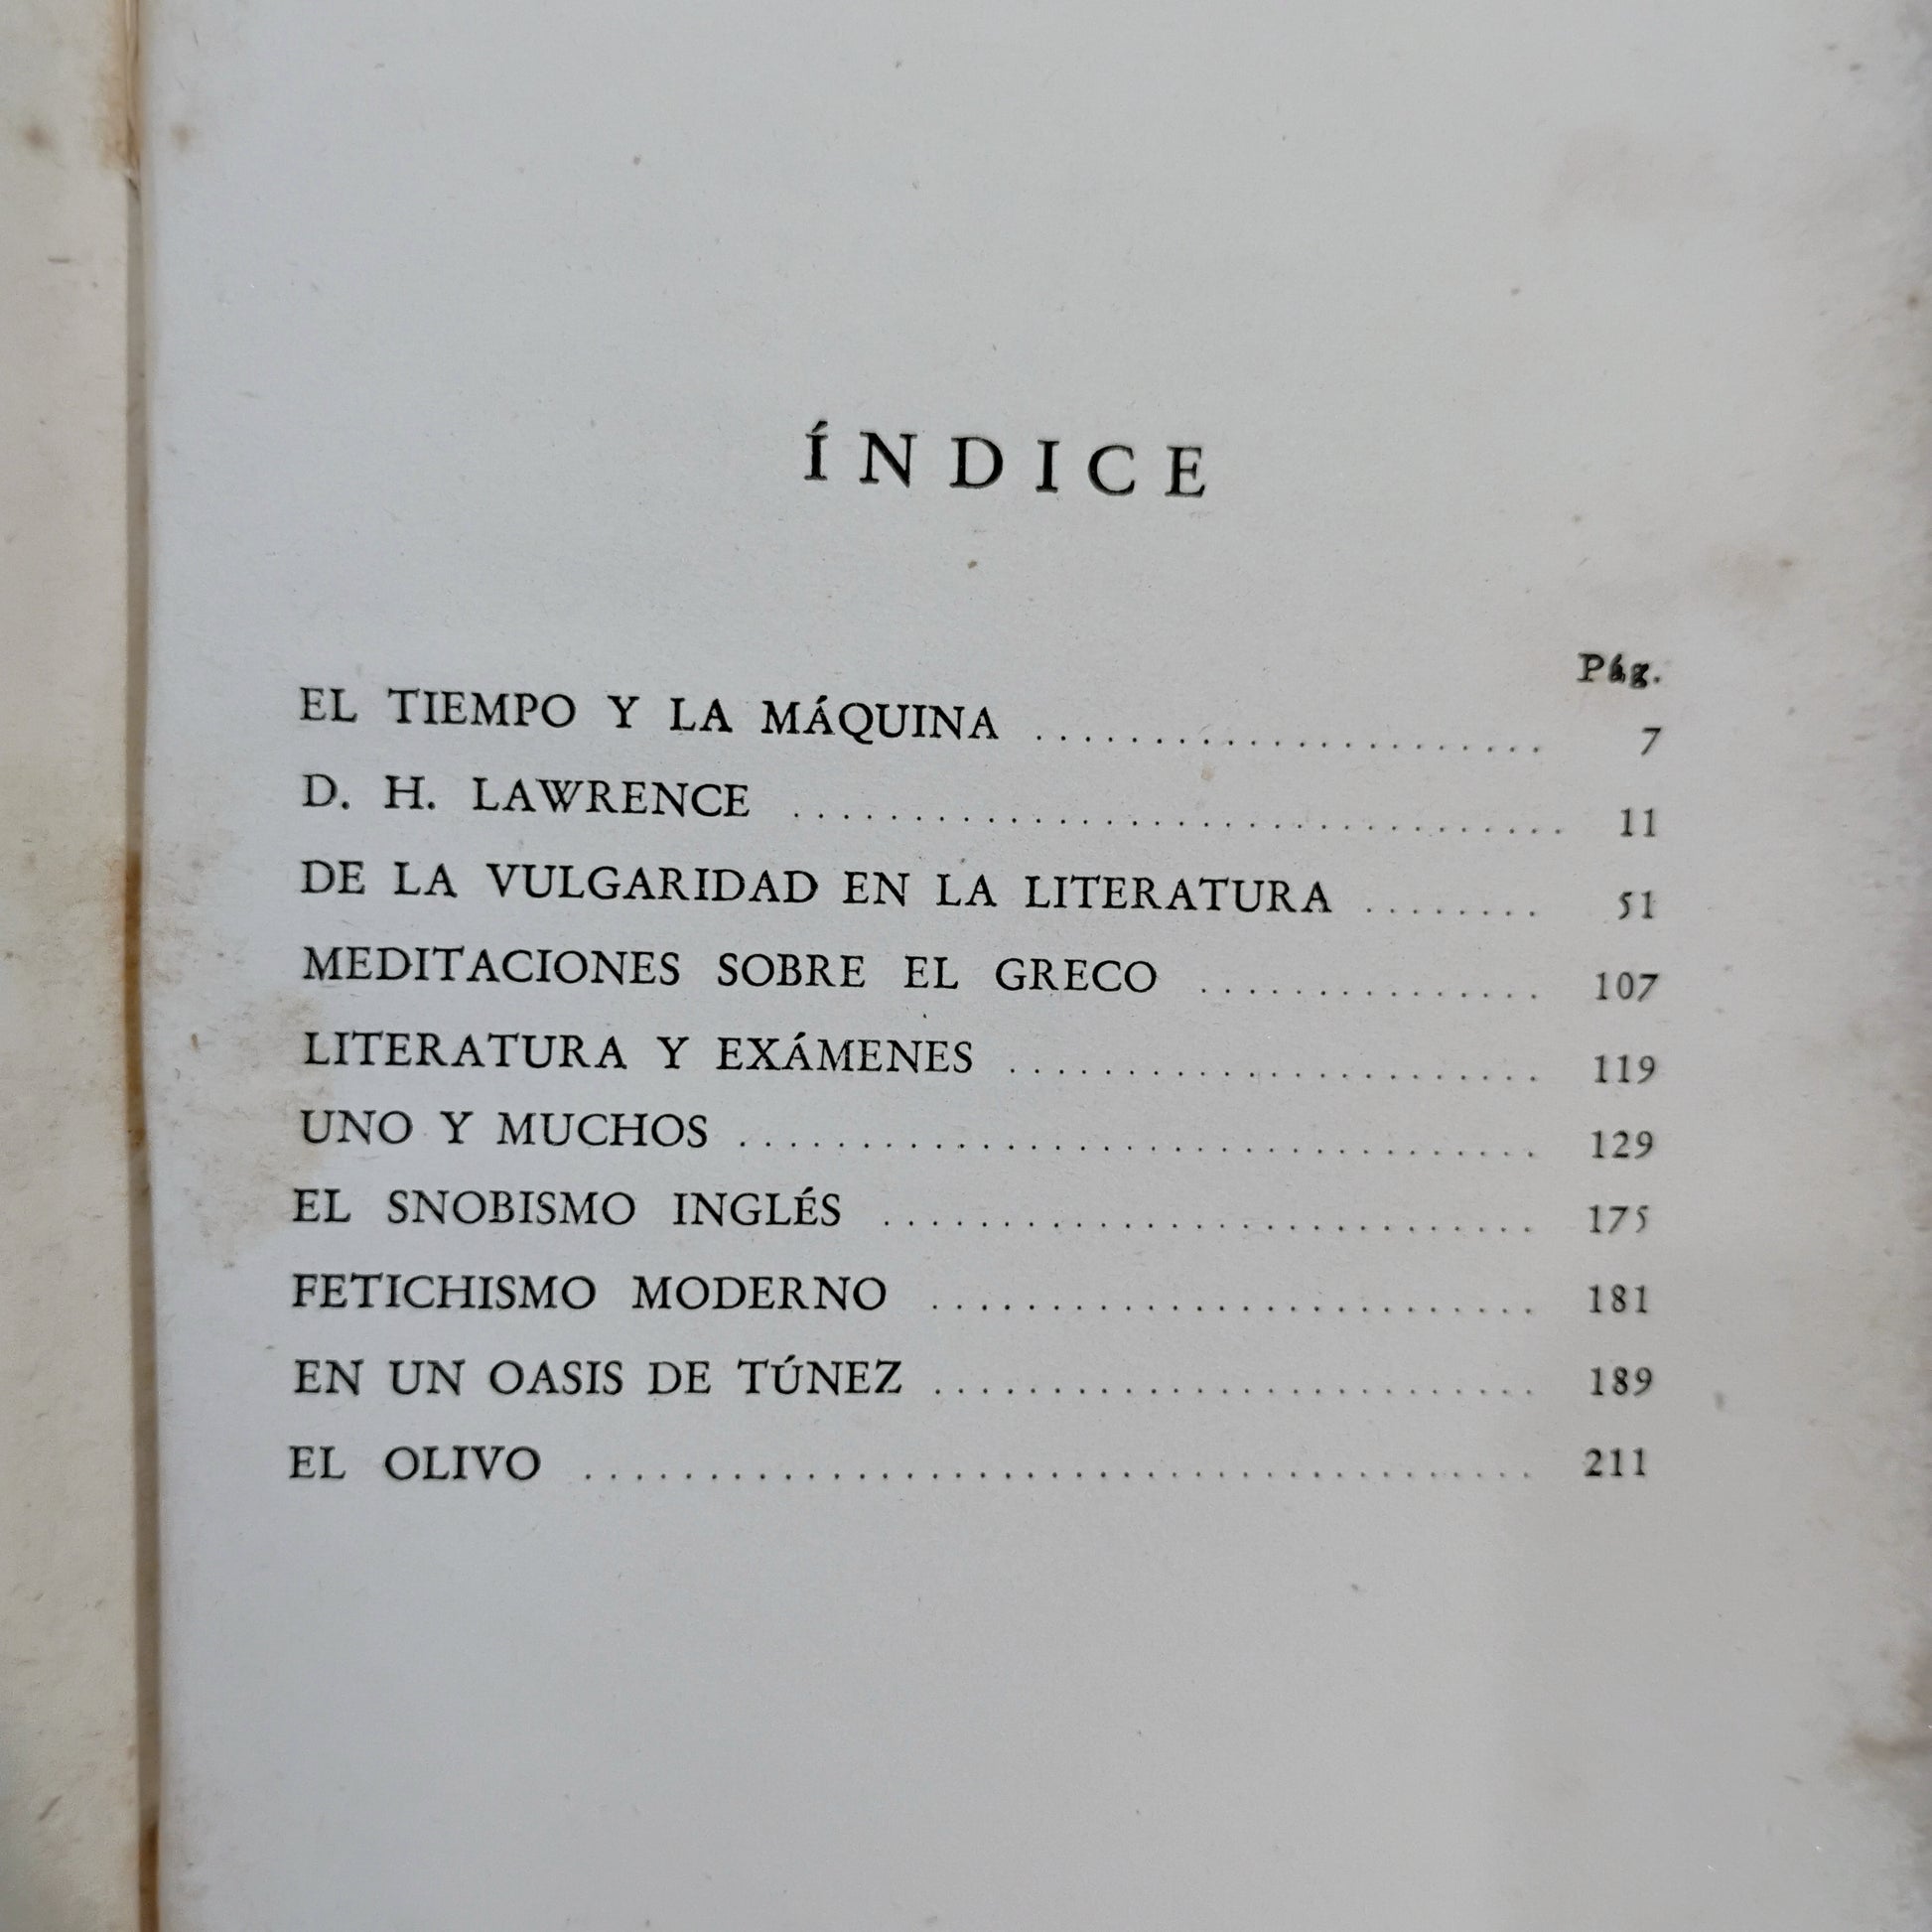 ÍNDICE
Pág.
EL TIEMPO Y LA MÁQUINA ...................... 7
D. H. LAWRENCE ................................. 11
DE LA VULGARIDAD EN LA LITERATURA ........ 51
MEDITACIONES SOBRE EL GRECO ............... 107
LITERATURA Y EXÁMENES ....................... 119
UNO Y MUCHOS .................................. 129
EL SNOBISMO INGLÉS ............................ 175
FETICHISMO MODERNO .......................... 181
EN UN OASIS DE TÚNEZ .......................... 189
EL OLIVO ........................................ 211